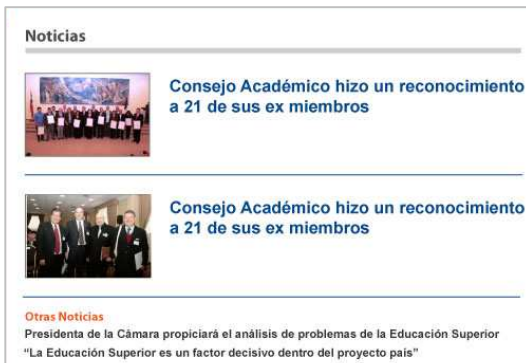 Noticias
Consejo Académico hizo un reconocimiento
a 21 de sus ex miembros
Consejo Académico hizo un reconocimiento
a 21 de sus ex miembros
Otras Noticias
Presidenta de la Cámara propiciará el análisis de problemas de la Educación Superior
“La Educación Superior es un factor decisivo dentro del proyecto país”